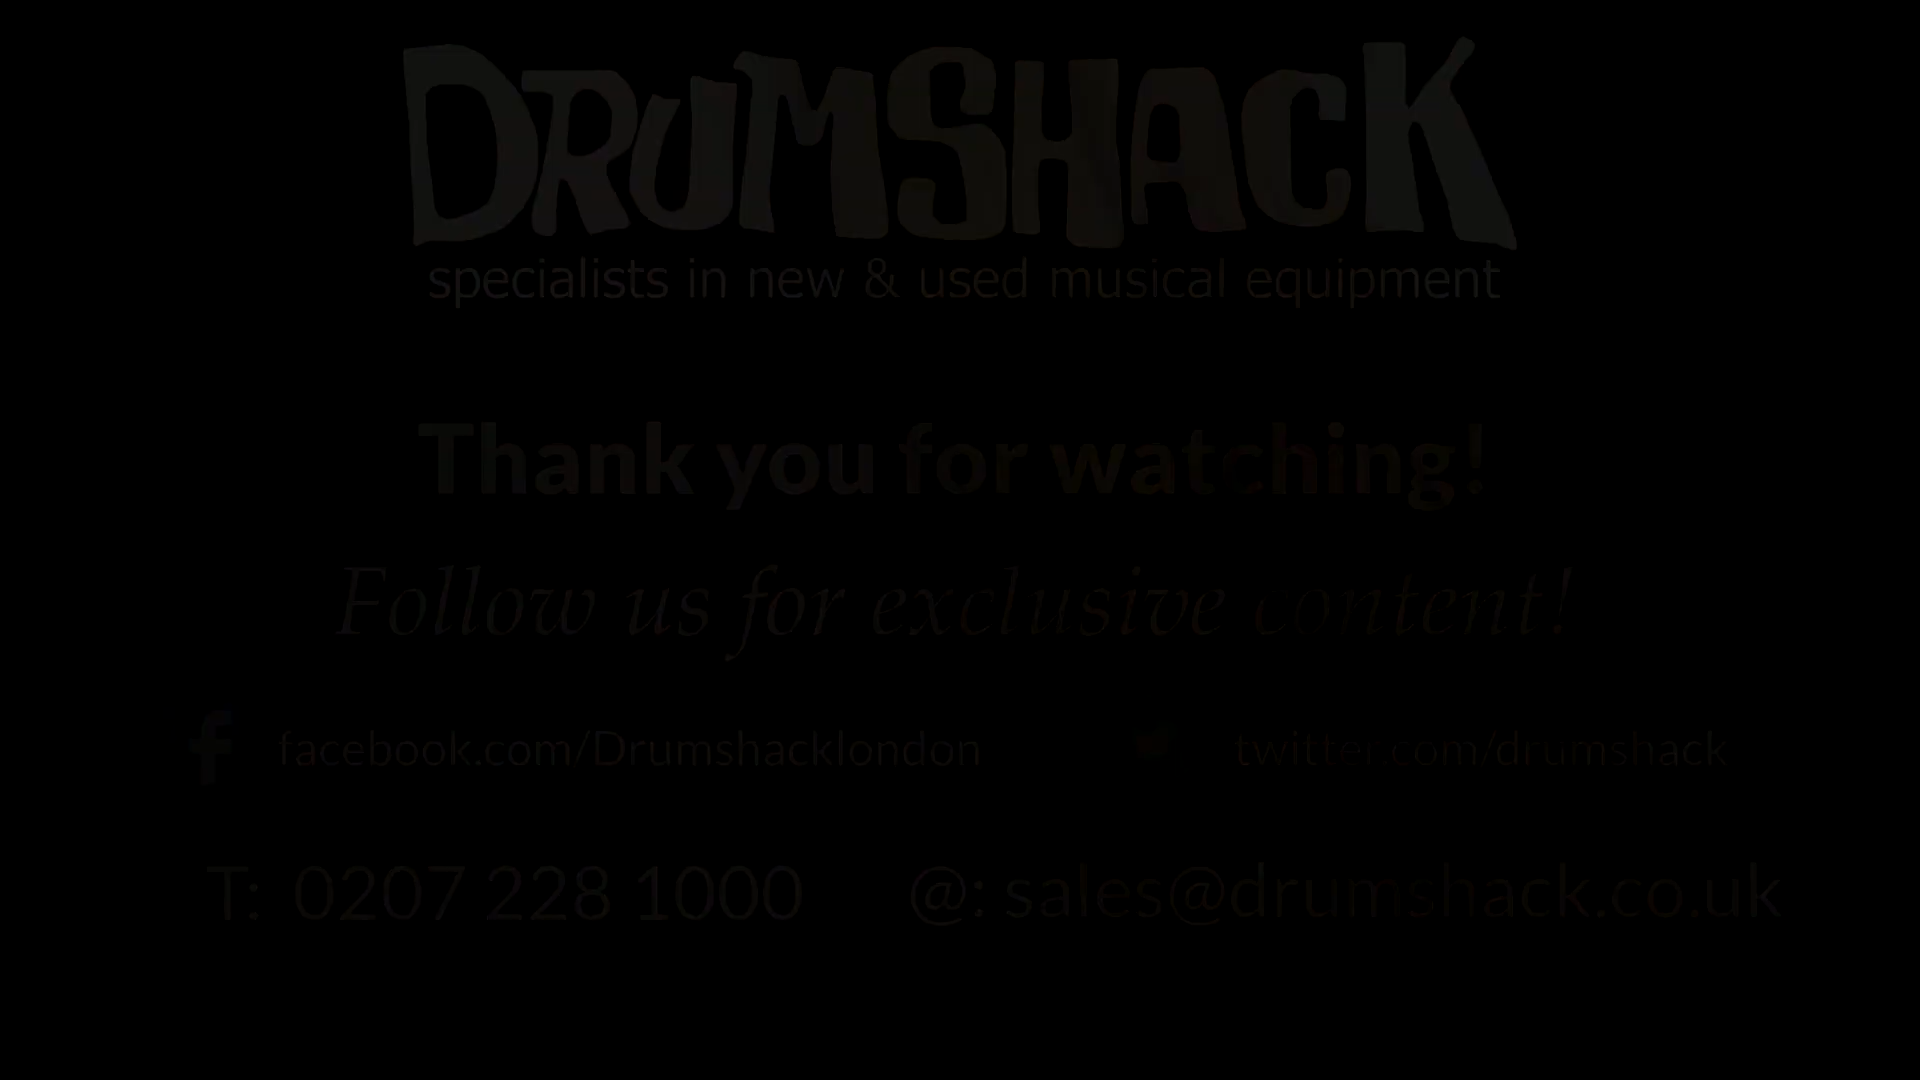 DRUMSHACK
specialists in new & used musical equipment
Thank you for watching!
Follow us for exclusive content!
facebook.com/Drumshacklondon
twitter.com/drumshack
T: 0207 228 1000
@: sales@drumshack.co.uk